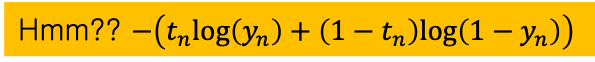 Hmm?? −(tₙlog(yₙ) + (1 − tₙ)log(1 − yₙ))